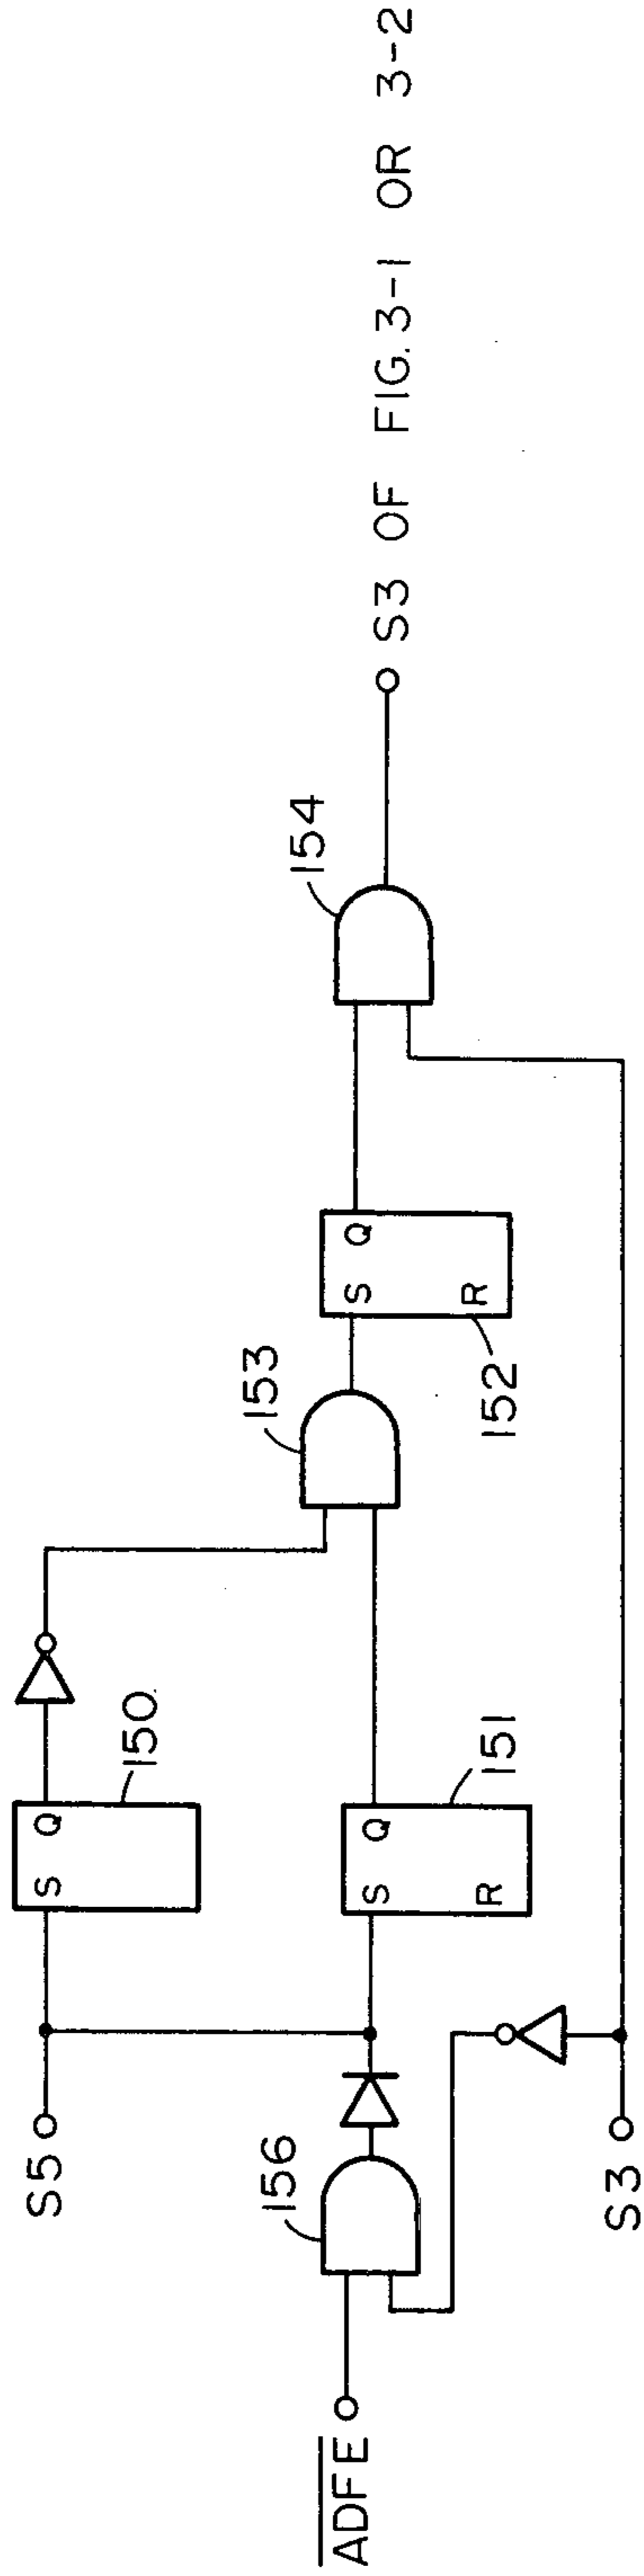 S5
S Q
150
156
ADFE
S Q
R
151
153
S Q
R
152
154
S3
S3 OF FIG. 3-1 OR 3-2